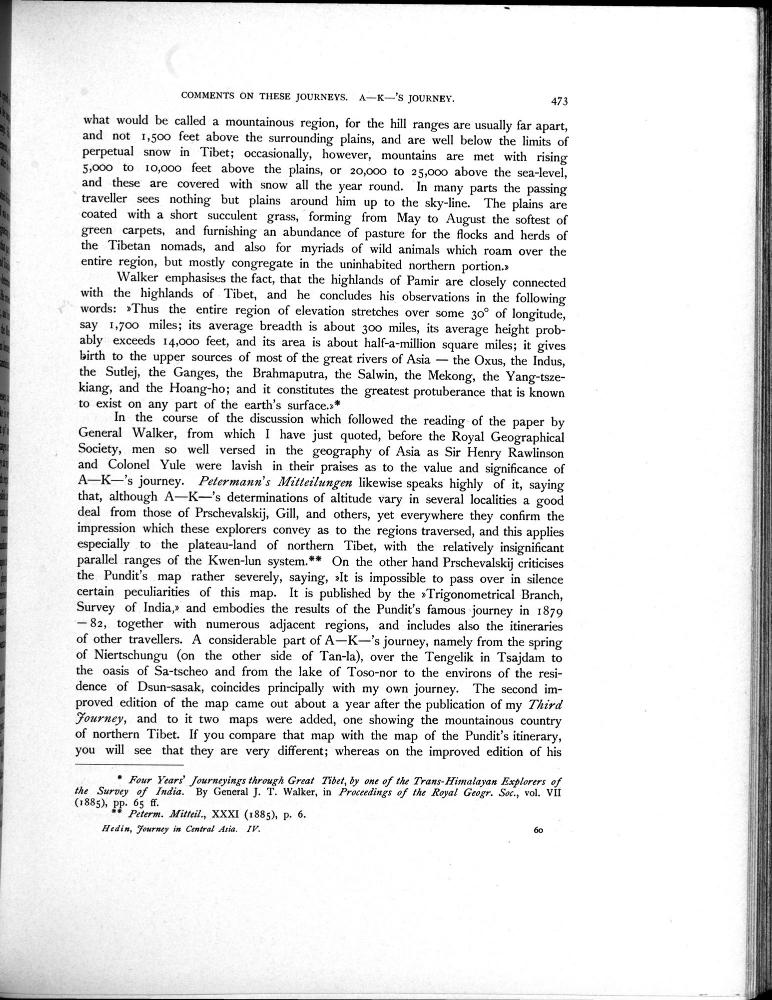 COMMENTS ON THESE JOURNEYS. A—K—'S JOURNEY. 473
what would be called a mountainous region, for the hill ranges are usually far apart,
and not 1,500 feet above the surrounding plains, and are well below the limits of
perpetual snow in Tibet; occasionally, however, mountains are met with rising
5,000 to 10,000 feet above the plains, or 20,000 to 25,000 above the sea-level,
and these are covered with snow all the year round. In many parts the passing
traveller sees nothing but plains around him up to the sky-line. The plains are
coated with a short succulent grass, forming from May to August the softest of
green carpets, and furnishing an abundance of pasture for the flocks and herds of
the Tibetan nomads, and also for myriads of wild animals which roam over the
entire region, but mostly congregate in the uninhabited northern portion.»
Walker emphasises the fact, that the highlands of Pamir are closely connected
with the highlands of Tibet, and he concludes his observations in the following
words: »Thus the entire region of elevation stretches over some 30° of longitude,
say 1,700 miles; its average breadth is about 300 miles, its average height prob-
ably exceeds 14,000 feet, and its area is about half-a-million square miles; it gives
birth to the upper sources of most of the great rivers of Asia — the Oxus, the Indus,
the Sutlej, the Ganges, the Brahmaputra, the Salwin, the Mekong, the Yang-tsze-
kiang, and the Hoang-ho; and it constitutes the greatest protuberance that is known
to exist on any part of the earth's surface.»*
In the course of the discussion which followed the reading of the paper by
General Walker, from which I have just quoted, before the Royal Geographical
Society, men so well versed in the geography of Asia as Sir Henry Rawlinson
and Colonel Yule were lavish in their praises as to the value and significance of
A—K—'s journey. Petermann's Mitteilungen likewise speaks highly of it, saying
that, although A—K—'s determinations of altitude vary in several localities a good
deal from those of Prschevalskij, Gill, and others, yet everywhere they confirm the
impression which these explorers convey as to the regions traversed, and this applies
especially to the plateau-land of northern Tibet, with the relatively insignificant
parallel ranges of the Kwen-lun system.** On the other hand Prschevalskij criticises
the Pundit's map rather severely, saying, »It is impossible to pass over in silence
certain peculiarities of this map. It is published by the »Trigonometrical Branch,
Survey of India,» and embodies the results of the Pundit's famous journey in 1879
—82, together with numerous adjacent regions, and includes also the itineraries
of other travellers. A considerable part of A—K—'s journey, namely from the spring
of Niertschungu (on the other side of Tan-la), over the Tengelik in Tsajdam to
the oasis of Sa-tscheo and from the lake of Toso-nor to the environs of the resi-
dence of Dsun-sasak, coincides principally with my own journey. The second im-
proved edition of the map came out about a year after the publication of my Third
Journey, and to it two maps were added, one showing the mountainous country
of northern Tibet. If you compare that map with the map of the Pundit's itinerary,
you will see that they are very different; whereas on the improved edition of his
* Four Years' Journeyings through Great Tibet, by one of the Trans-Himalayan Explorers of
the Survey of India. By General J. T. Walker, in Proceedings of the Royal Geogr. Soc., vol. VII
(1885), pp. 65 ff.
** Peterm. Mitteil., XXXI (1885), p. 6.
Hedin, Journey in Central Asia. IV. 60